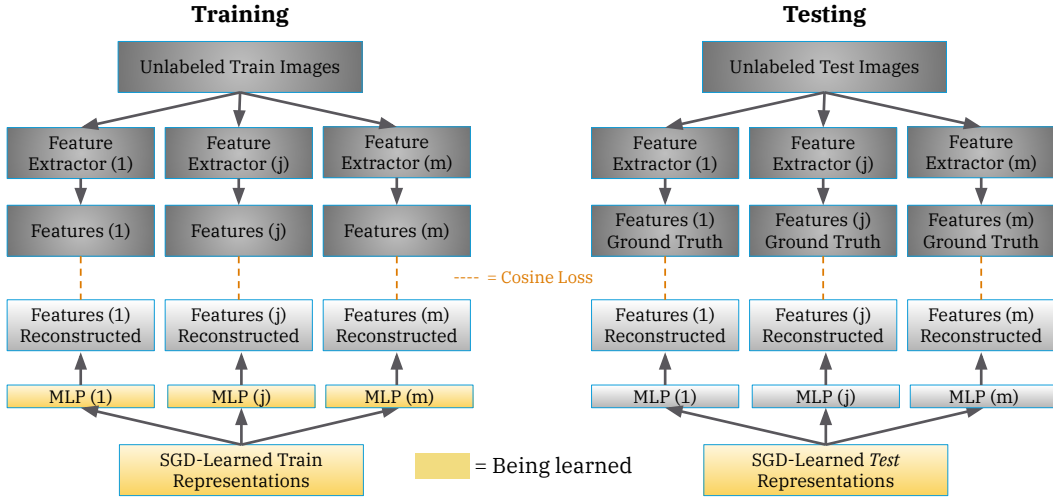 Training
Unlabeled Train Images
Feature
Extractor (1)
Feature
Extractor (j)
Feature
Extractor (m)
Features (1)
Features (j)
Features (m)
Features (1)
Reconstructed
Features (j)
Reconstructed
Features (m)
Reconstructed
MLP (1)
MLP (j)
MLP (m)
SGD-Learned Train
Representations
---- = Cosine Loss
= Being learned
Testing
Unlabeled Test Images
Feature
Extractor (1)
Feature
Extractor (j)
Feature
Extractor (m)
Features (1)
Ground Truth
Features (j)
Ground Truth
Features (m)
Ground Truth
Features (1)
Reconstructed
Features (j)
Reconstructed
Features (m)
Reconstructed
MLP (1)
MLP (j)
MLP (m)
SGD-Learned Test
Representations